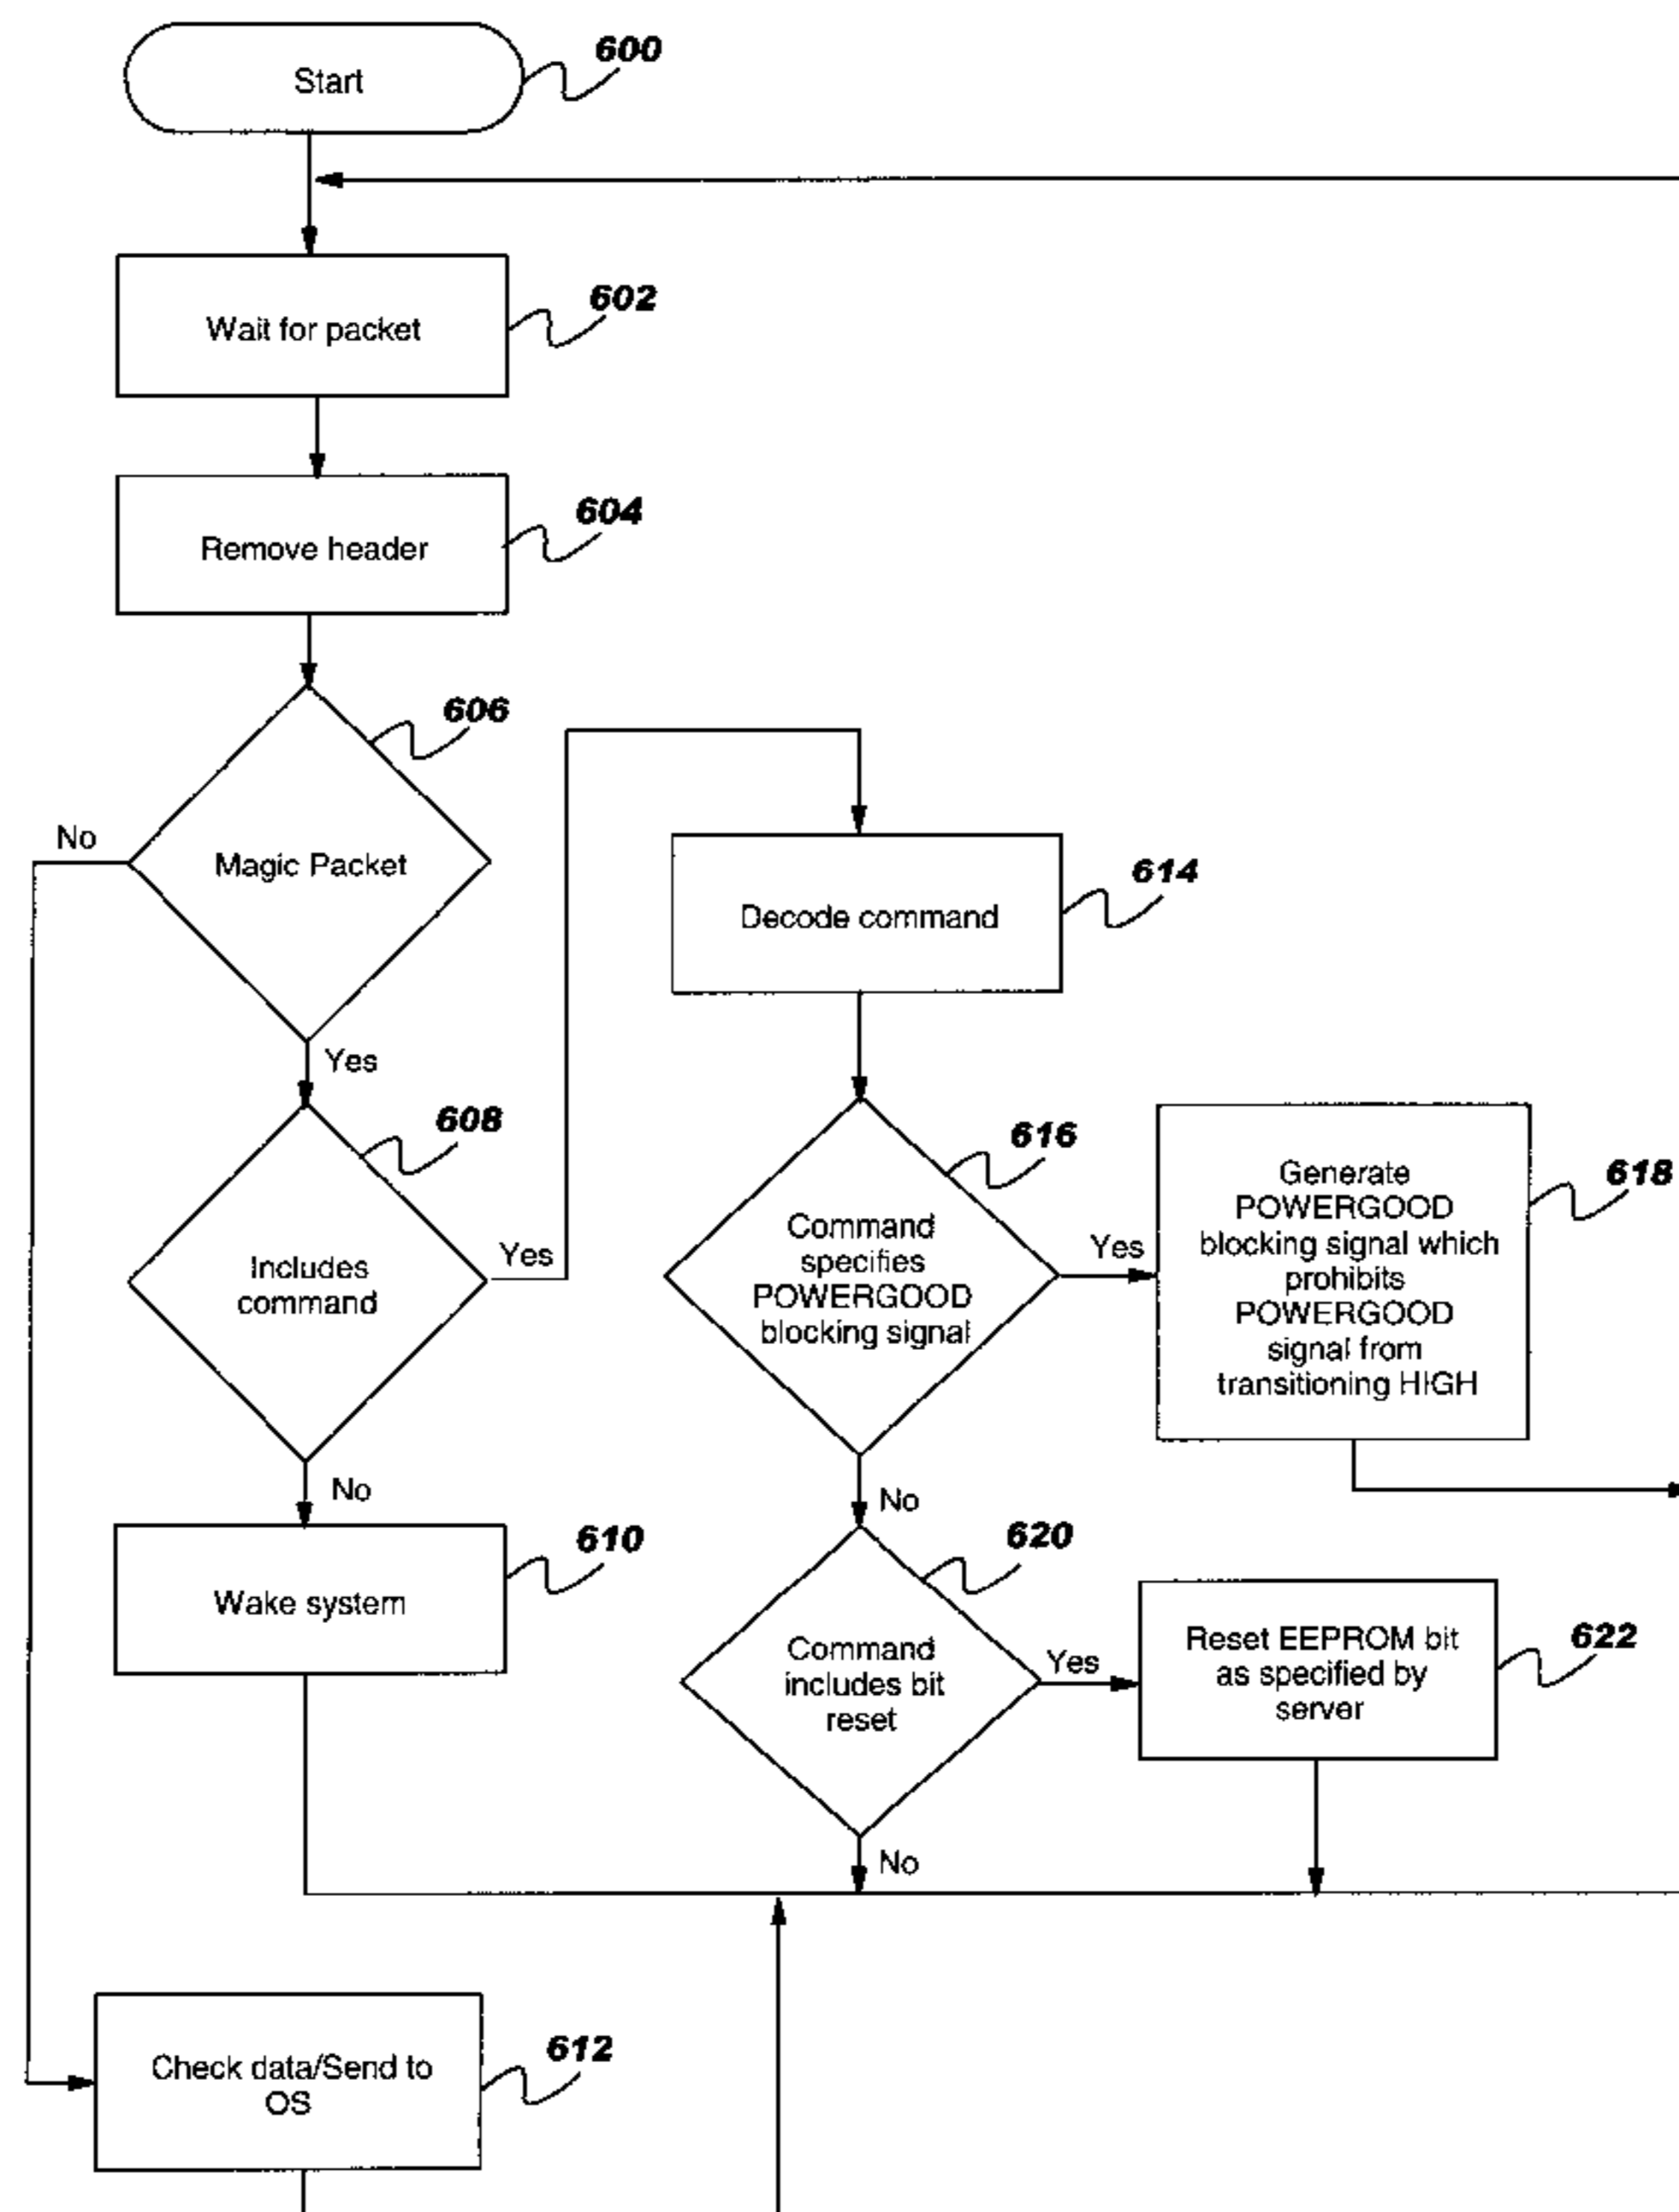 Start
600
Wait for packet
602
Remove header
604
606
No
Magic Packet
Yes
608
Includes
command
Yes
No
610
Wake system
Decode command
614
616
Command
specifies
POWERGOOD
blocking signal
Yes
Generate
POWERGOOD
blocking signal which
prohibits
POWERGOOD
signal from
transitioning HIGH
618
No
620
Command
includes bit
reset
Yes
Reset EEPROM bit
as specified by
server
622
No
Check data/Send to
OS
612